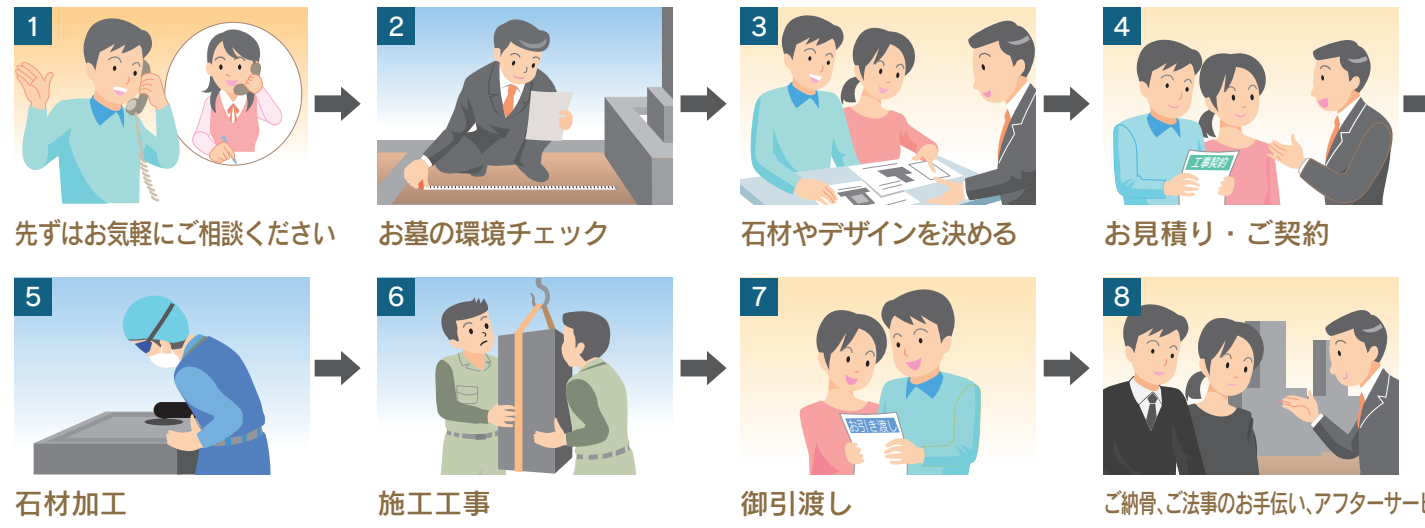 1
先ずはお気軽にご相談ください
2
お墓の環境チェック
3
石材やデザインを決める
4
工事契約
お見積り・ご契約
5
石材加工
6
施工工事
7
お引き渡し
御引渡し
8
ご納骨、ご法事のお手伝い、アフターサー